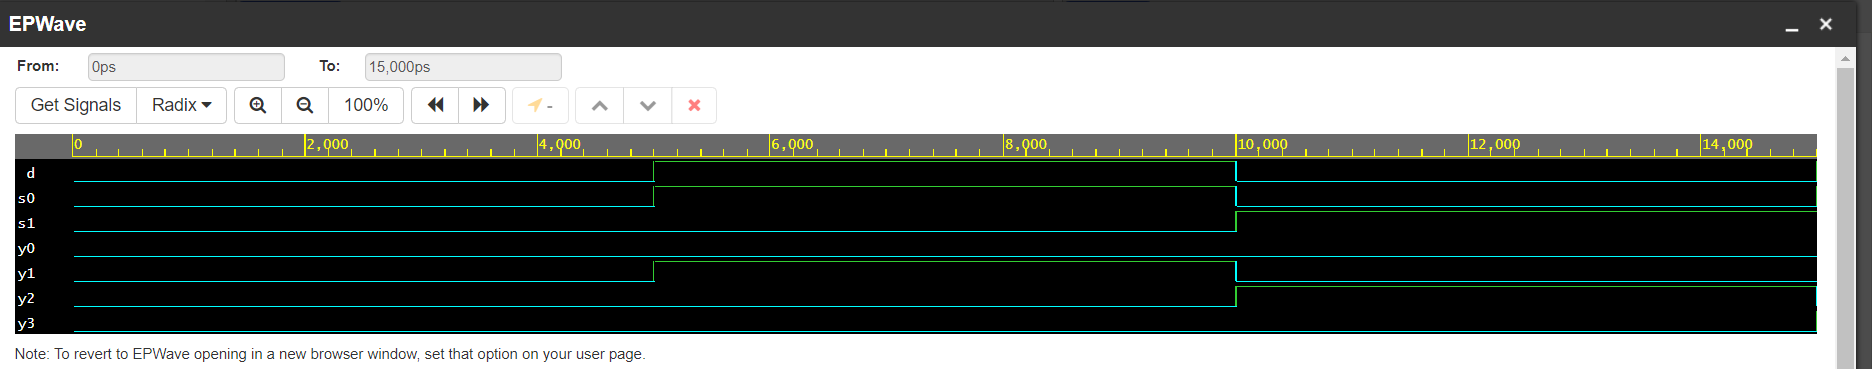 EPWave
From: 0ps To: 15,000ps
Get Signals Radix 100% -
0 2,000 4,000 6,000 8,000 10,000 12,000 14,000
d
s0
s1
y0
y1
y2
y3
Note: To revert to EPWave opening in a new browser window, set that option on your user page.